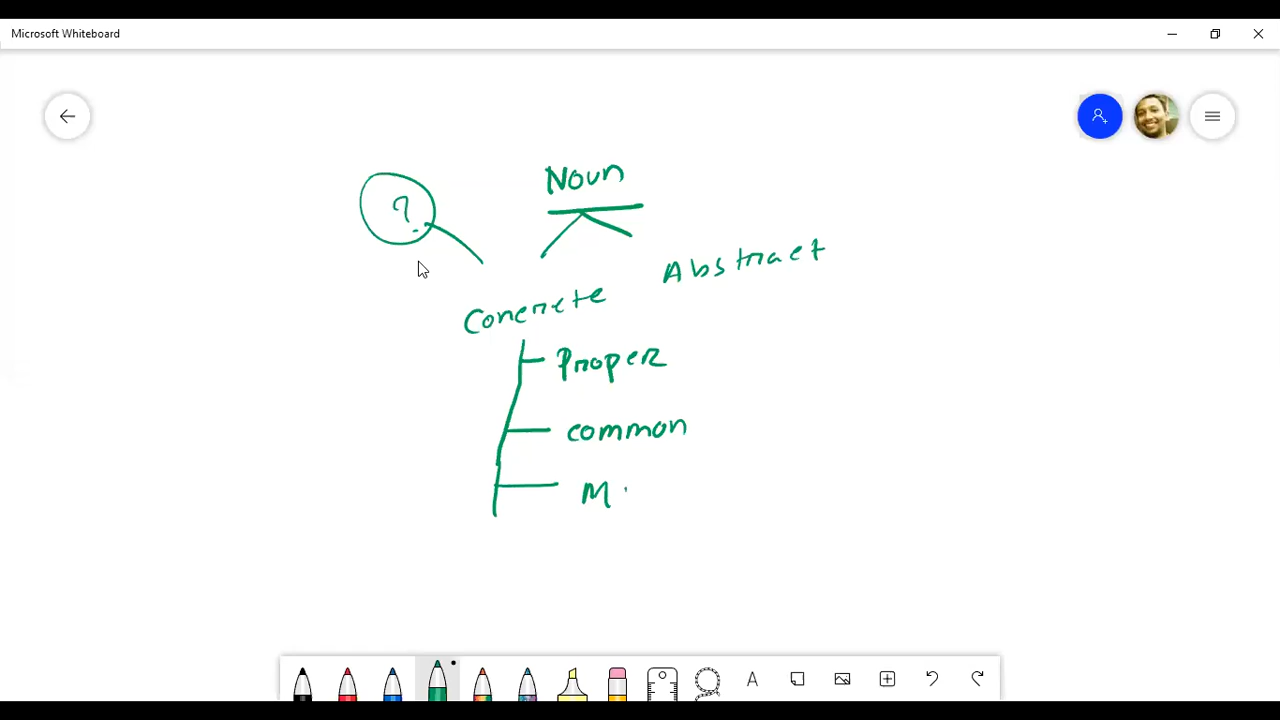 Microsoft Whiteboard
Noun
?
Abstract
Concrete
Proper
common
M
A